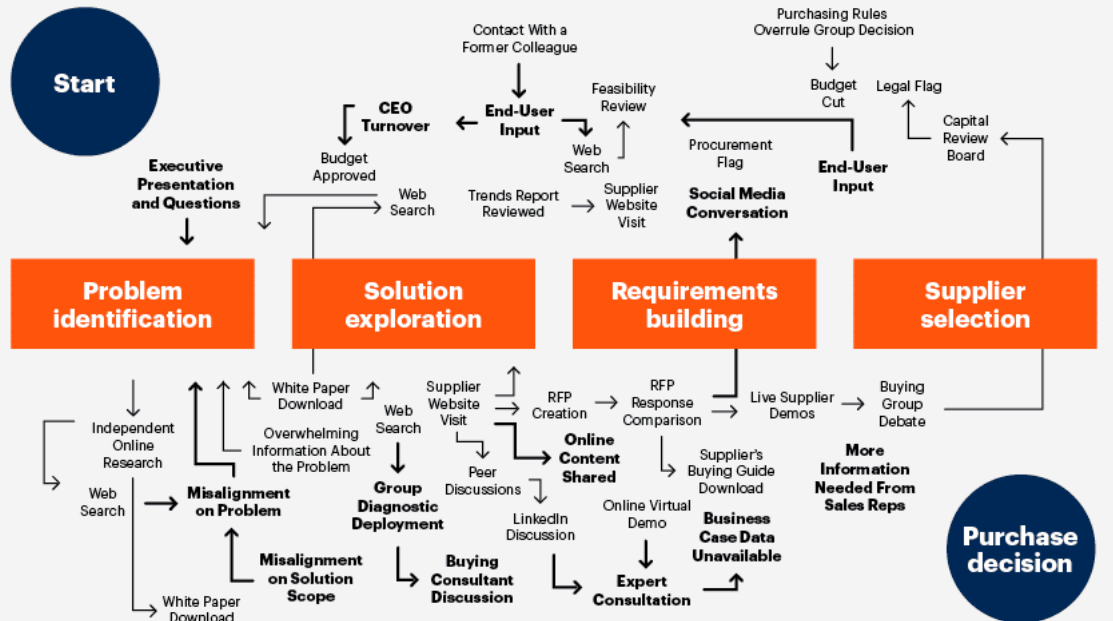 Start
Contact With a
Former Colleague
Purchasing Rules
Overrule Group Decision
CEO
Turnover
End-User
Input
Feasibility
Review
Budget
Cut
Legal Flag
Capital
Review
Board
Budget
Approved
Web
Search
Procurement
Flag
End-User
Input
Executive
Presentation
and Questions
Web
Search
Trends Report
Reviewed
Supplier
Website
Visit
Social Media
Conversation
Problem
identification
Solution
exploration
Requirements
building
Supplier
selection
Independent
Online
Research
White Paper
Download
Overwhelming
Information About
the Problem
Web
Search
Supplier
Website
Visit
RFP
Creation
RFP
Response
Comparison
Live Supplier
Demos
Buying
Group
Debate
Web
Search
Misalignment
on Problem
Group
Diagnostic
Deployment
Peer
Discussions
Online
Content
Shared
Supplier's
Buying Guide
Download
More
Information
Needed From
Sales Reps
LinkedIn
Discussion
Online Virtual
Demo
Business
Case Data
Unavailable
Misalignment
on Solution
Scope
Buying
Consultant
Discussion
Expert
Consultation
White Paper
Download
Purchase
decision